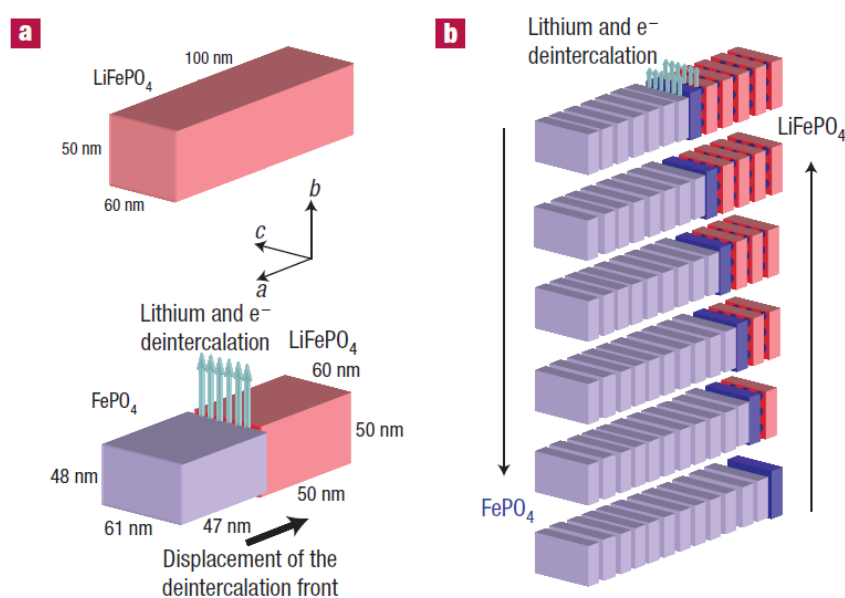 a
100 nm
LiFePO4
50 nm
60 nm
b
c
a
Lithium and e–
deintercalation
LiFePO4
60 nm
FePO4
50 nm
48 nm
50 nm
61 nm
47 nm
Displacement of the
deintercalation front
b
Lithium and e–
deintercalation
LiFePO4
FePO4